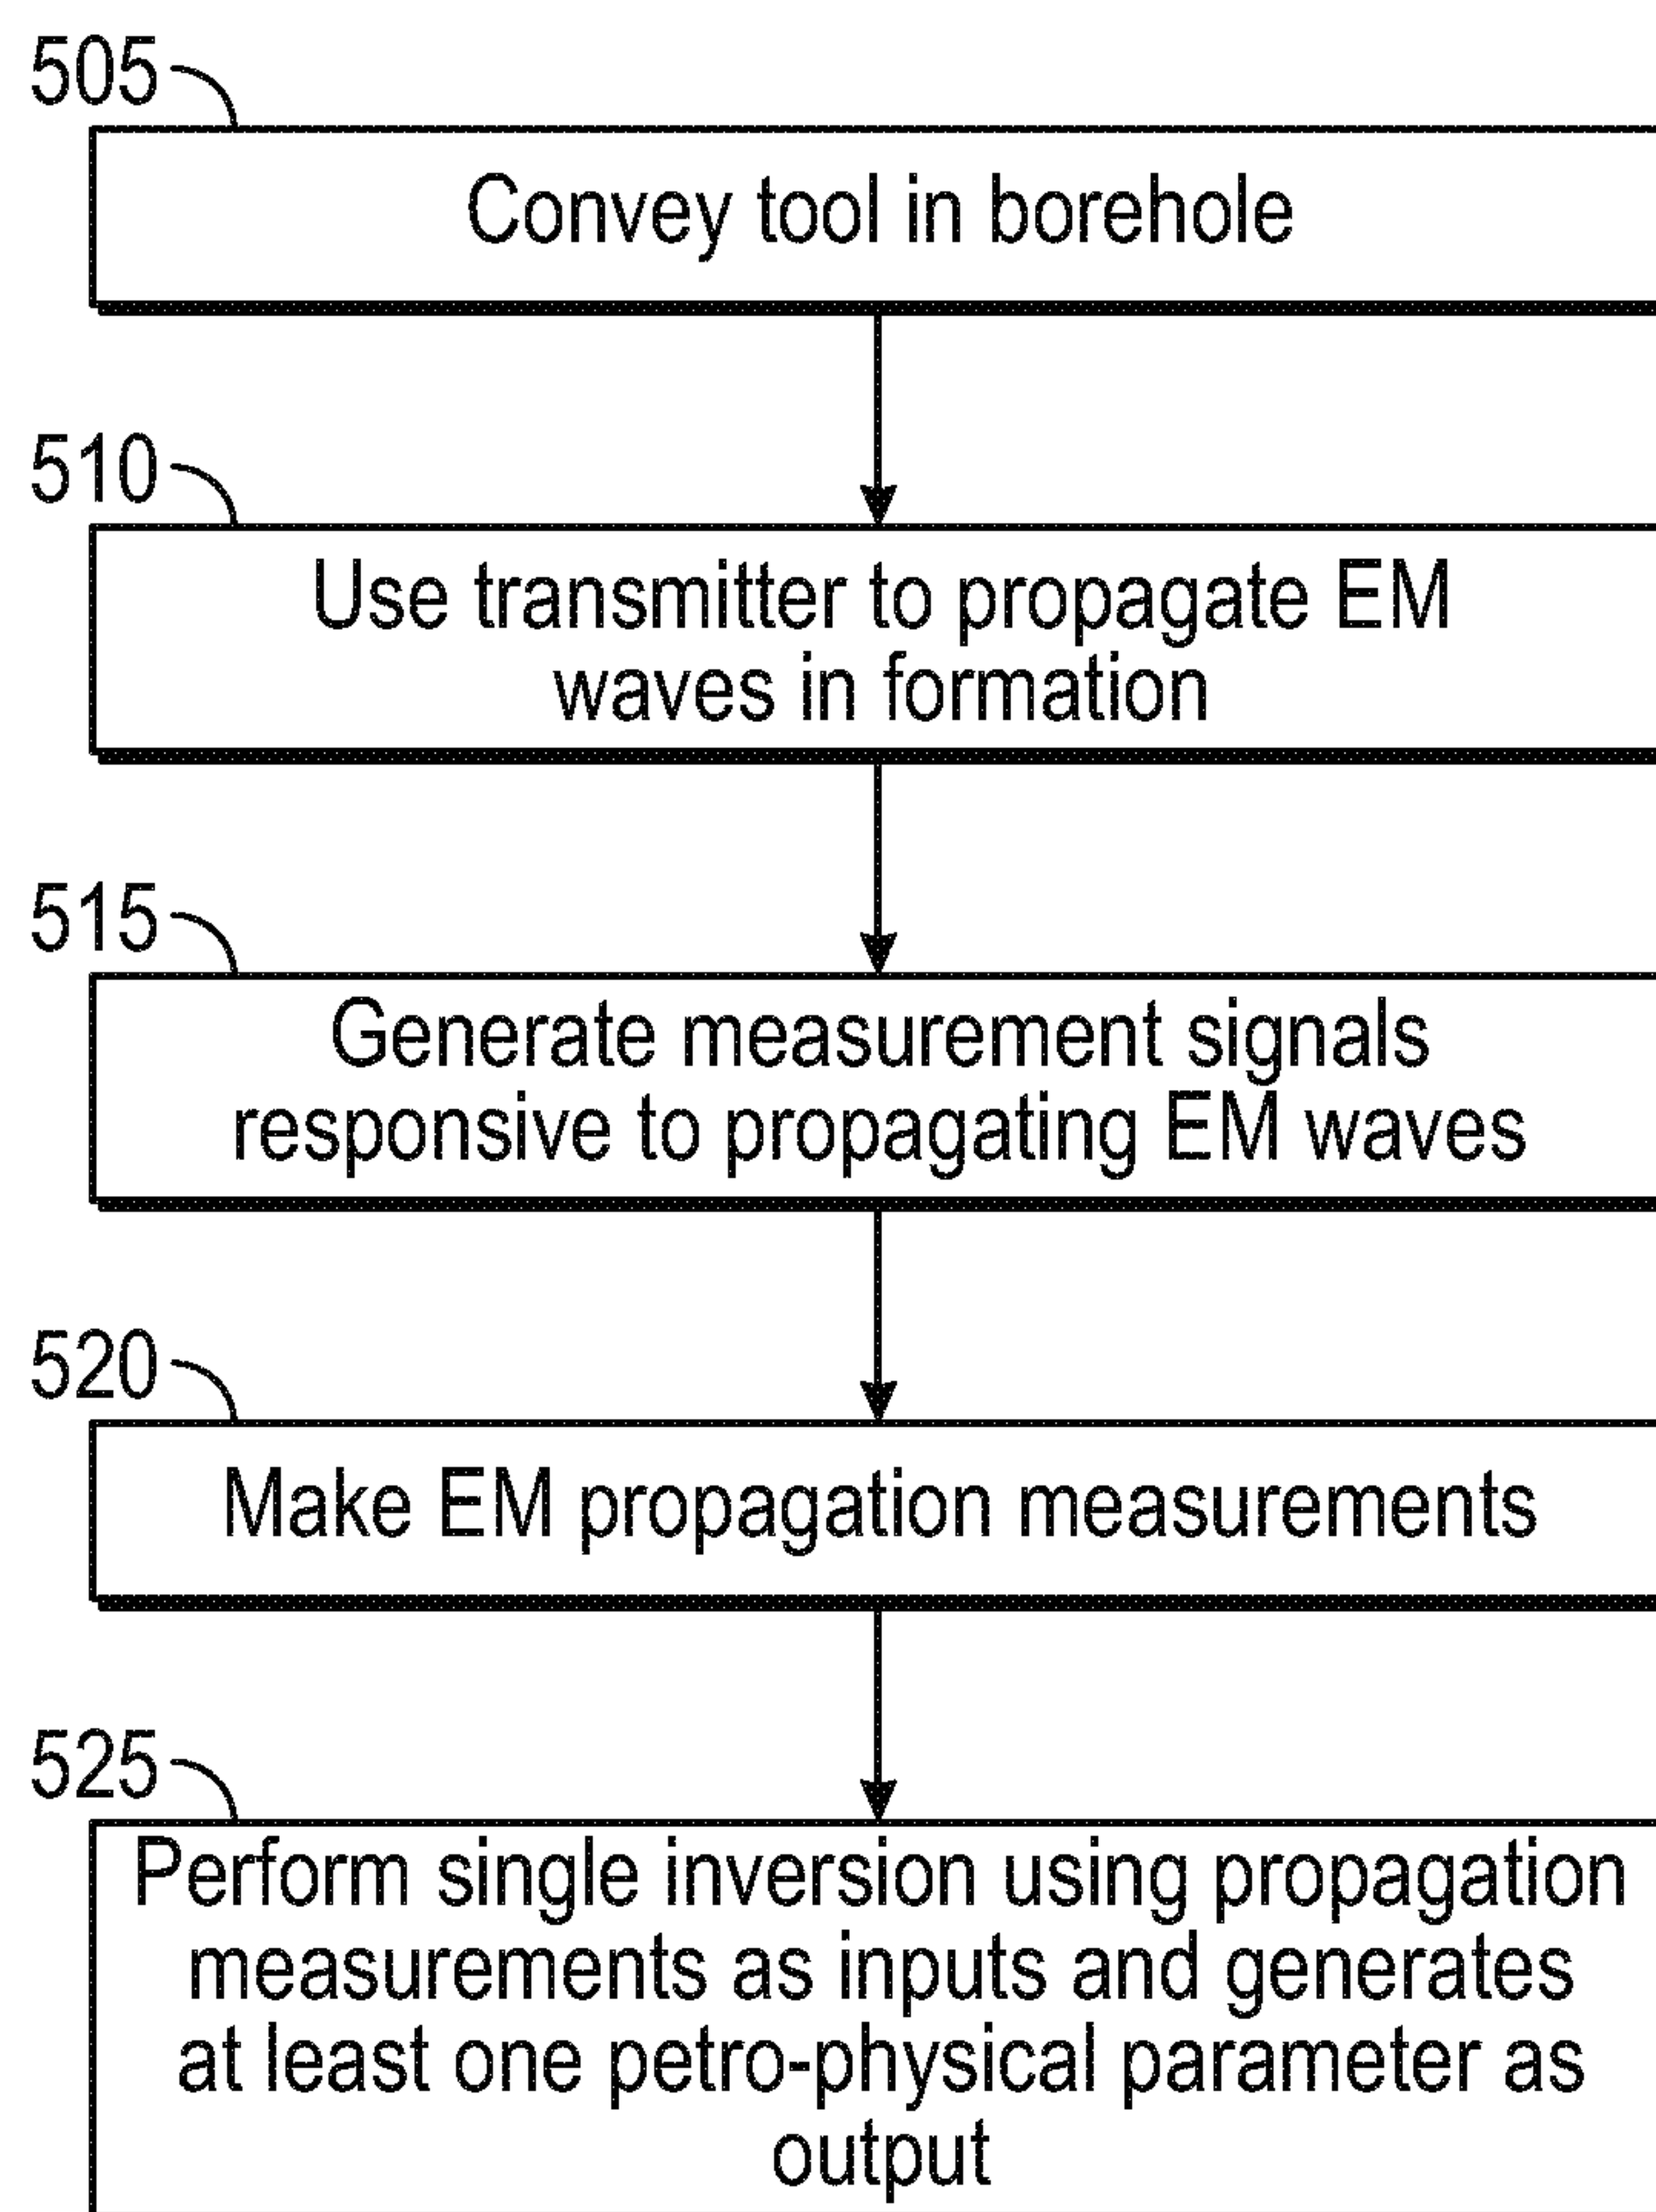 505
Convey tool in borehole
510
Use transmitter to propagate EM
waves in formation
515
Generate measurement signals
responsive to propagating EM waves
520
Make EM propagation measurements
525
Perform single inversion using propagation
measurements as inputs and generates
at least one petro-physical parameter as
output